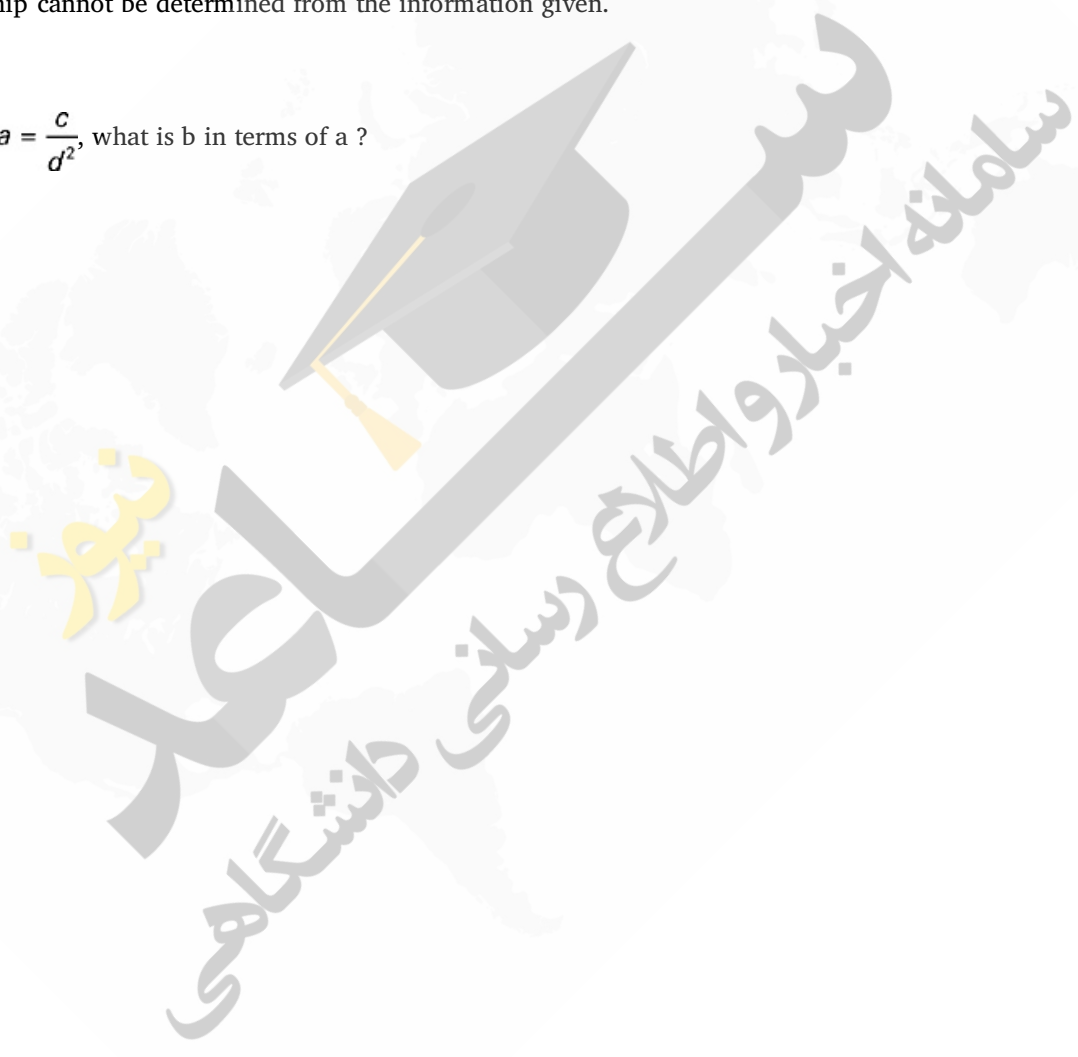 ip cannot be determined from the information given.
a = c/d², what is b in terms of a ?
ساعد
نیوز
سامانه اخبار و اطلاع رسانی دانشگاهی